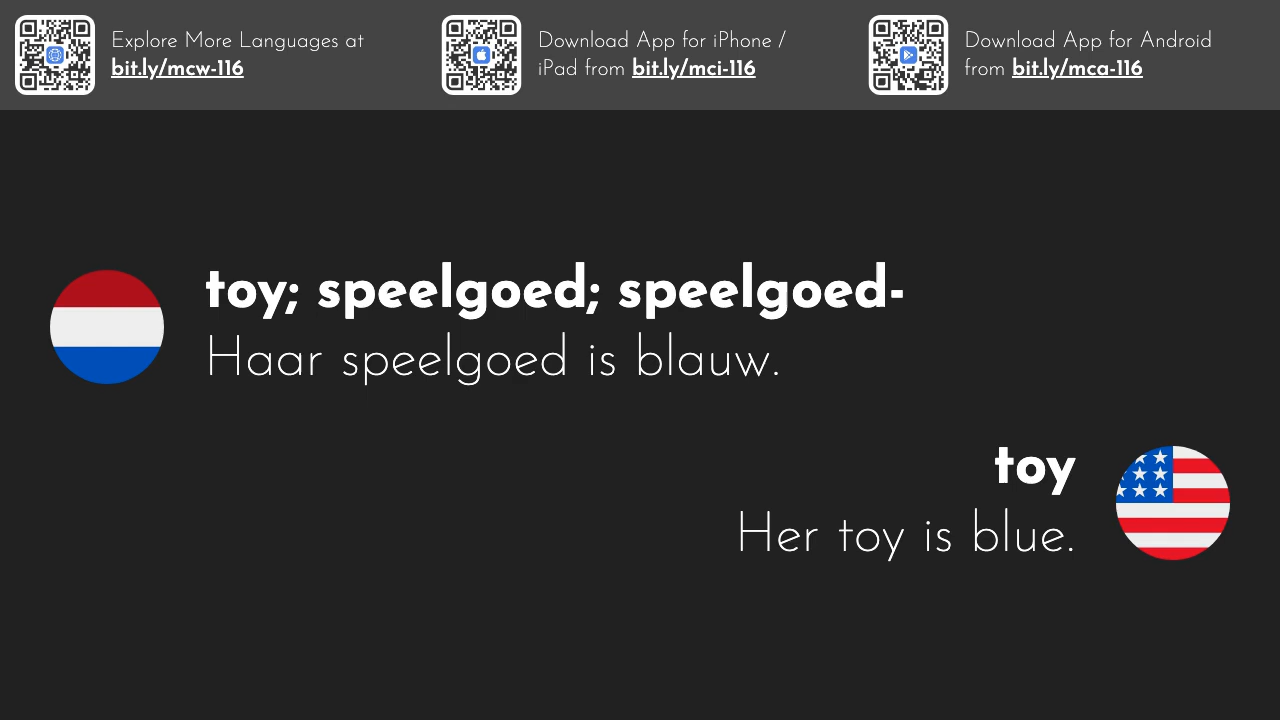 Explore More Languages at
bit.ly/mcw-116
Download App for iPhone /
iPad from bit.ly/mci-116
Download App for Android
from bit.ly/mca-116
toy; speelgoed; speelgoed-
Haar speelgoed is blauw.
toy
Her toy is blue.